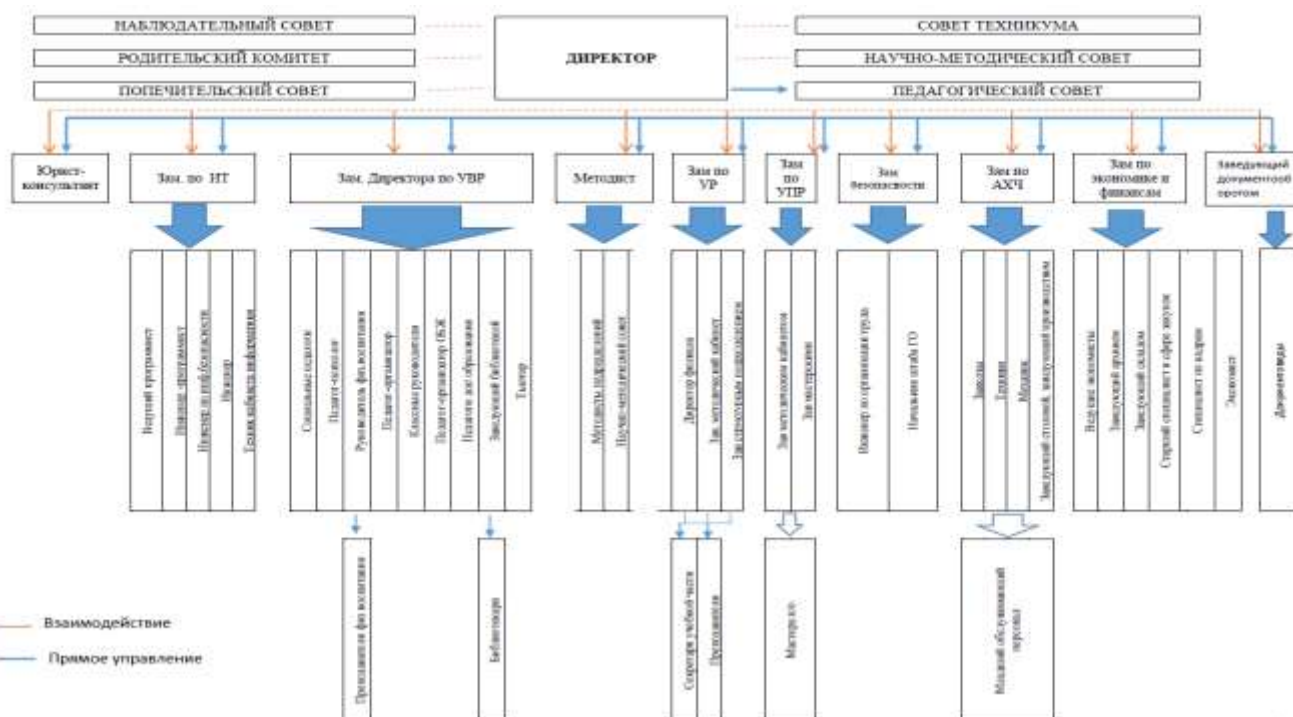 НАБЛЮДАТЕЛЬНЫЙ СОВЕТ
СОВЕТ ТЕХНИКУМА
РОДИТЕЛЬСКИЙ КОМИТЕТ
ДИРЕКТОР
НАУЧНО-МЕТОДИЧЕСКИЙ СОВЕТ
ПОПЕЧИТЕЛЬСКИЙ СОВЕТ
ПЕДАГОГИЧЕСКИЙ СОВЕТ
Юрист-
консультант
Зам. по ИТ
Зам. Директора по УВР
Методист
Зам по
УР
Зам
по
УПР
Зам
безопасности
Зам по
АХЧ
Зам по
экономике и
финансам
Заведующий
документооб
оротом
Ведущий программист
Инженер-программист
Инженер по инф.безопасности
Инженер
Техник кабинета информатики
Социальные педагоги
Педагог-психолог
Руководитель физ.воспитания
Педагог-организатор
Классные руководители
Педагог-организатор ОБЖ
Педагоги доп образования
Заведующий библиотекой
Тьютор
Методисты подразделений
Научно-методический совет
Директор филиала
Зав. методический кабинет
Зав структурным подразделением
Зав методическим кабинетом
Зав мастерскими
Инженер по организации труда
Начальник штаба ГО
Завхозы
Техники
Механик
Заведующий столовой, заведующий производством
Ведущие экономисты
Заведующий архивом
Заведующий складом
Старший специалист в сфере закупок
Специалист по кадрам
Экономист
Документоведы
Преподаватели физ воспитания
Библиотекари
Секретари учебной части
Преподаватели
Мастера п/о
Младший обслуживающий
персонал
Взаимодействие
Прямое управление